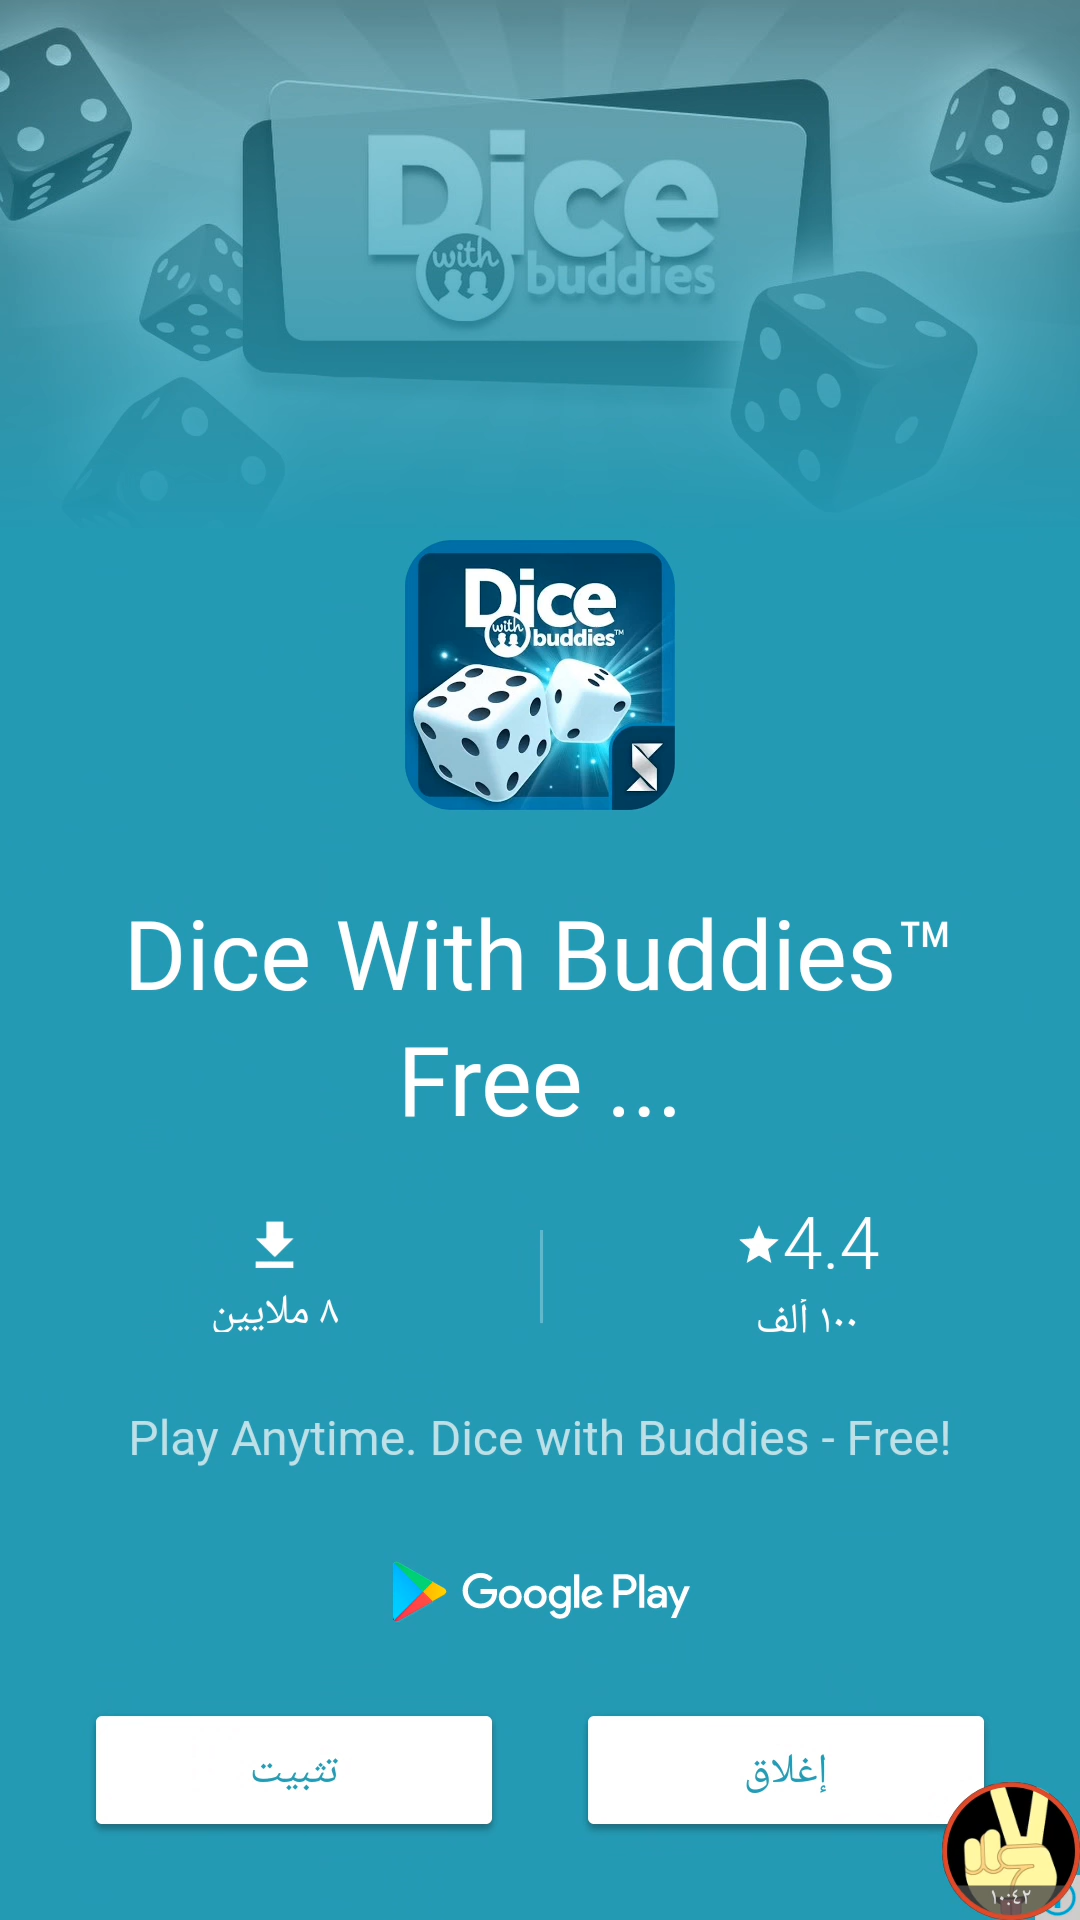 Dice
with buddies
Dice
with buddies™
Dice With Buddies™
Free ...
4.4
١٠٠ ألف
٨ ملايين
Play Anytime. Dice with Buddies - Free!
Google Play
إغلاق
تثبيت
١٠:٤٢